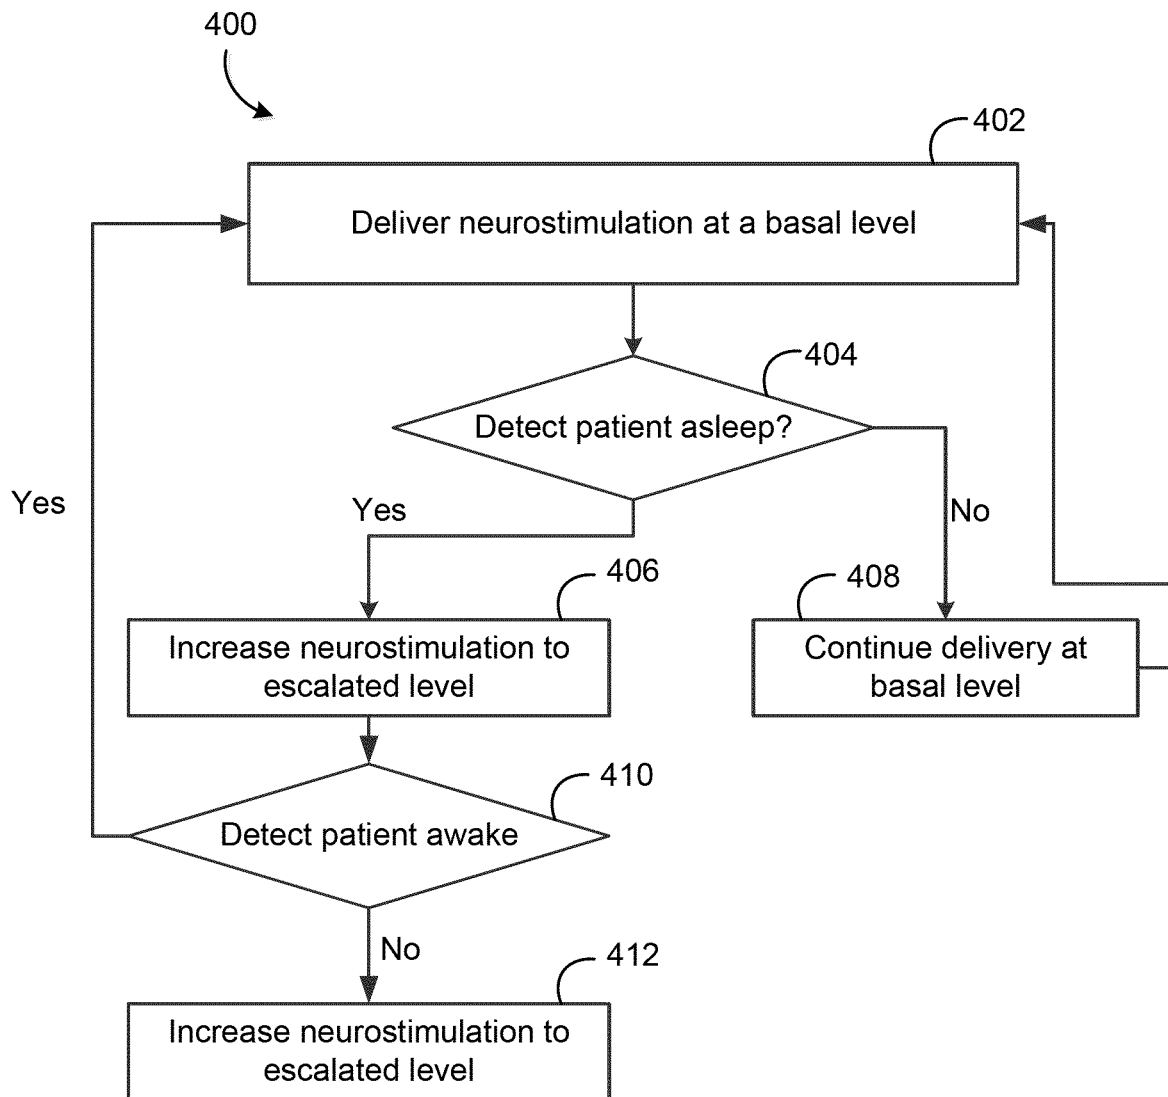 400
402
Deliver neurostimulation at a basal level
404
Detect patient asleep?
Yes
Yes
No
406
408
Increase neurostimulation to
escalated level
Continue delivery at
basal level
410
Detect patient awake
No
412
Increase neurostimulation to
escalated level